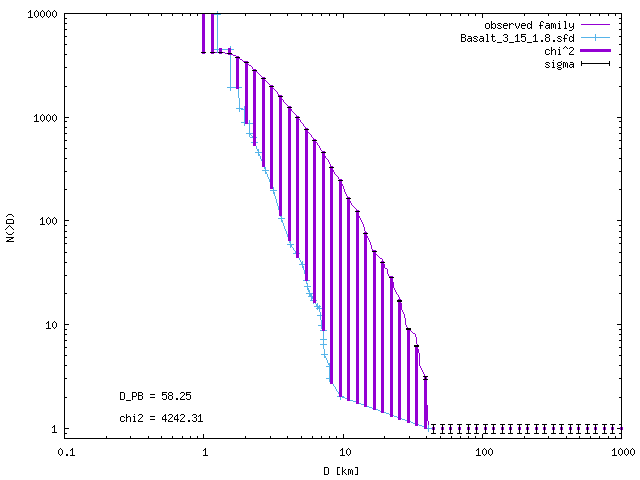 10000
observed family
Basalt_3_15_1.8.sfd
chi^2
sigma
1000
100
N(>D)
10
D_PB = 58.25
chi2 = 4242.31
1
0.1 1 10 100 1000
D [km]